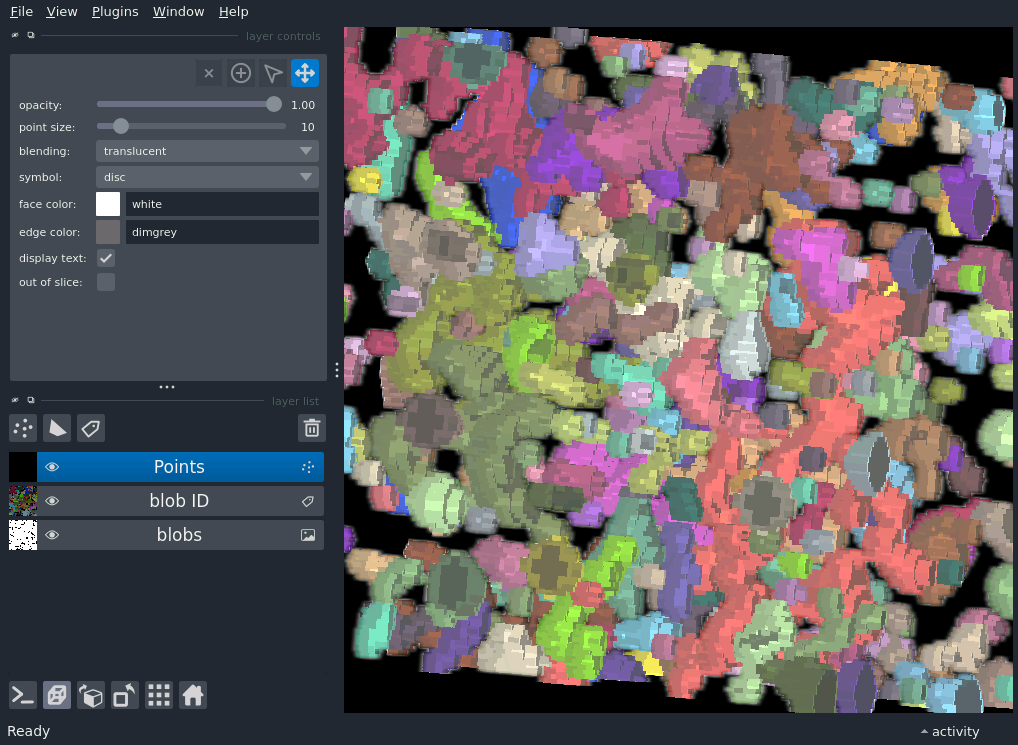 File View Plugins Window Help
layer controls
opacity: 1.00
point size: 10
blending: translucent
symbol: disc
face color: white
edge color: dimgrey
display text:
out of slice:
layer list
Points
blob ID
blobs
Ready activity